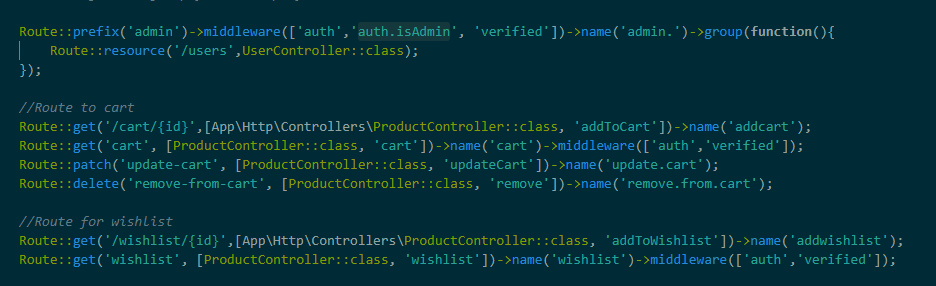 Route::prefix('admin')->middleware(['auth','auth.isAdmin', 'verified'])->name('admin.')->group(function(){
    Route::resource('/users',UserController::class);
});

//Route to cart
Route::get('/cart/{id}',[App\Http\Controllers\ProductController::class, 'addToCart'])->name('addcart');
Route::get('cart', [ProductController::class, 'cart'])->name('cart')->middleware(['auth','verified']);
Route::patch('update-cart', [ProductController::class, 'updateCart'])->name('update.cart');
Route::delete('remove-from-cart', [ProductController::class, 'remove'])->name('remove.from.cart');

//Route for wishlist
Route::get('/wishlist/{id}',[App\Http\Controllers\ProductController::class, 'addToWishlist'])->name('addwishlist');
Route::get('wishlist', [ProductController::class, 'wishlist'])->name('wishlist')->middleware(['auth','verified']);